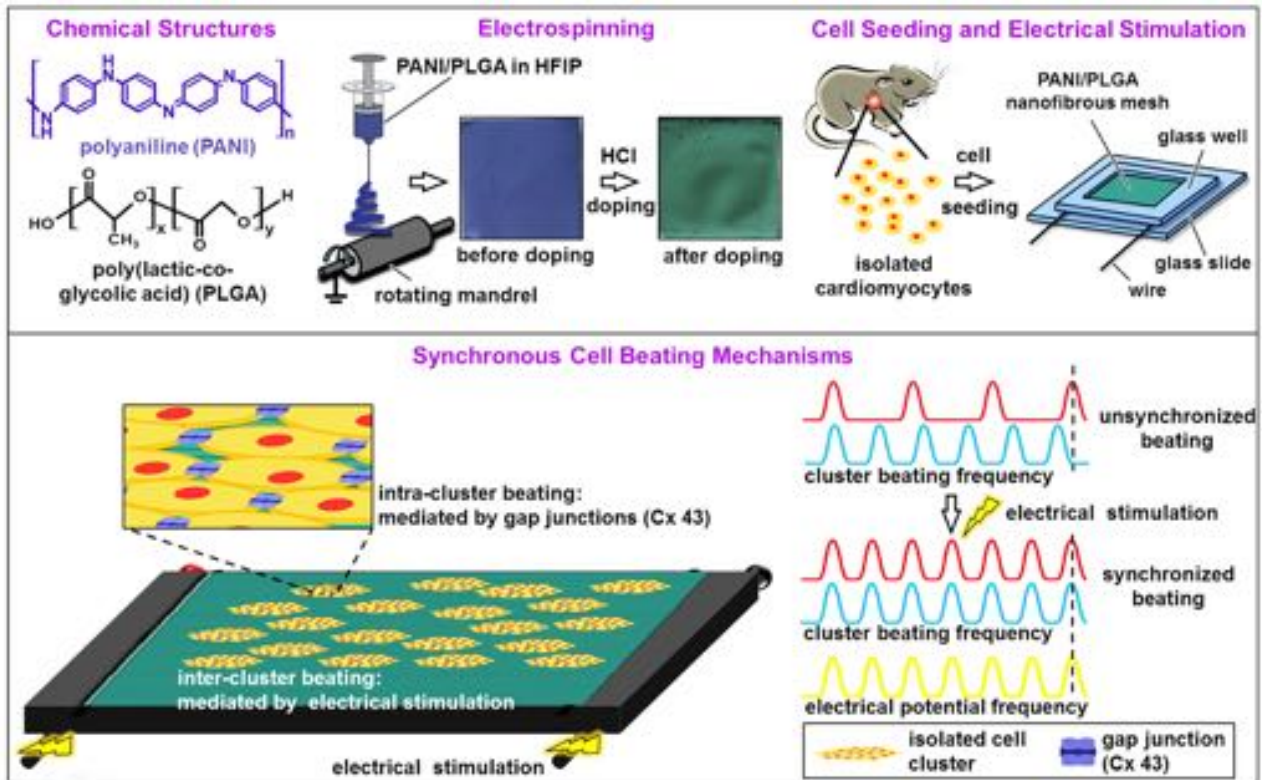 Chemical Structures
H
N
N
N
N
H
n
polyaniline (PANI)
O
HO
O
CH3
x
O
O
y
H
poly(lactic-co-
glycolic acid) (PLGA)
Electrospinning
PANI/PLGA in HFIP
HCl
doping
before doping
after doping
rotating mandrel
Cell Seeding and Electrical Stimulation
PANI/PLGA
nanofibrous mesh
glass well
cell
seeding
isolated
cardiomyocytes
glass slide
wire
Synchronous Cell Beating Mechanisms
intra-cluster beating:
mediated by gap junctions (Cx 43)
inter-cluster beating:
mediated by electrical stimulation
electrical stimulation
unsynchronized
beating
cluster beating frequency
electrical stimulation
synchronized
beating
cluster beating frequency
electrical potential frequency
isolated cell
cluster
gap junction
(Cx 43)